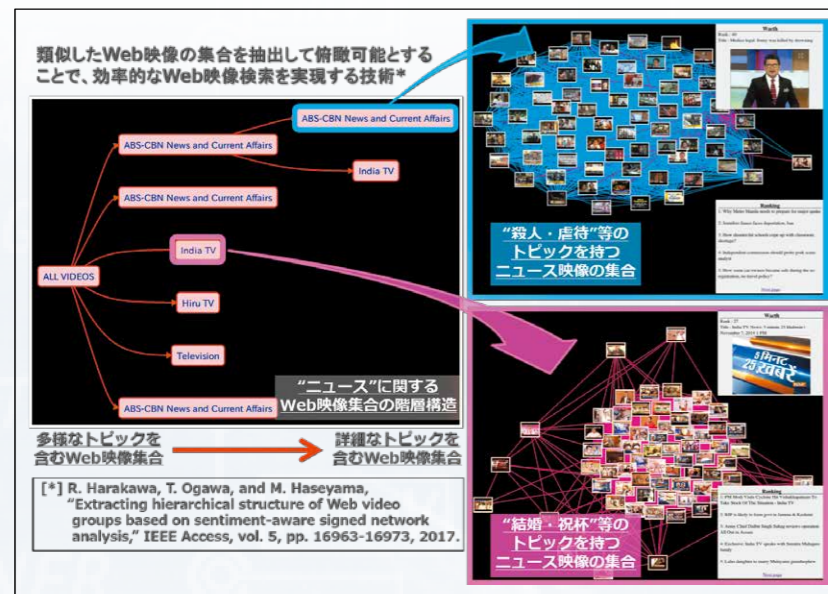 類似したWeb映像の集合を抽出して俯瞰可能とする
ことで、効率的なWeb映像検索を実現する技術*
ABS-CBN News and Current Affairs
ABS-CBN News and Current Affairs
India TV
ABS-CBN News and Current Affairs
India TV
ALL VIDEOS
Hiru TV
Television
ABS-CBN News and Current Affairs
“ニュース”に関する
Web映像集合の階層構造
多様なトピックを
含むWeb映像集合
詳細なトピックを
含むWeb映像集合
[*] R. Harakawa, T. Ogawa, and M. Haseyama,
“Extracting hierarchical structure of Web video
groups based on sentiment-aware signed network
analysis,” IEEE Access, vol. 5, pp. 16963-16973, 2017.
“殺人・虐待”等の
トピックを持つ
ニュース映像の集合
Ranking
Next page
“結婚・祝杯”等の
トピックを持つ
ニュース映像の集合
5 मिनट
25 ख़बरें
Ranking
Next page